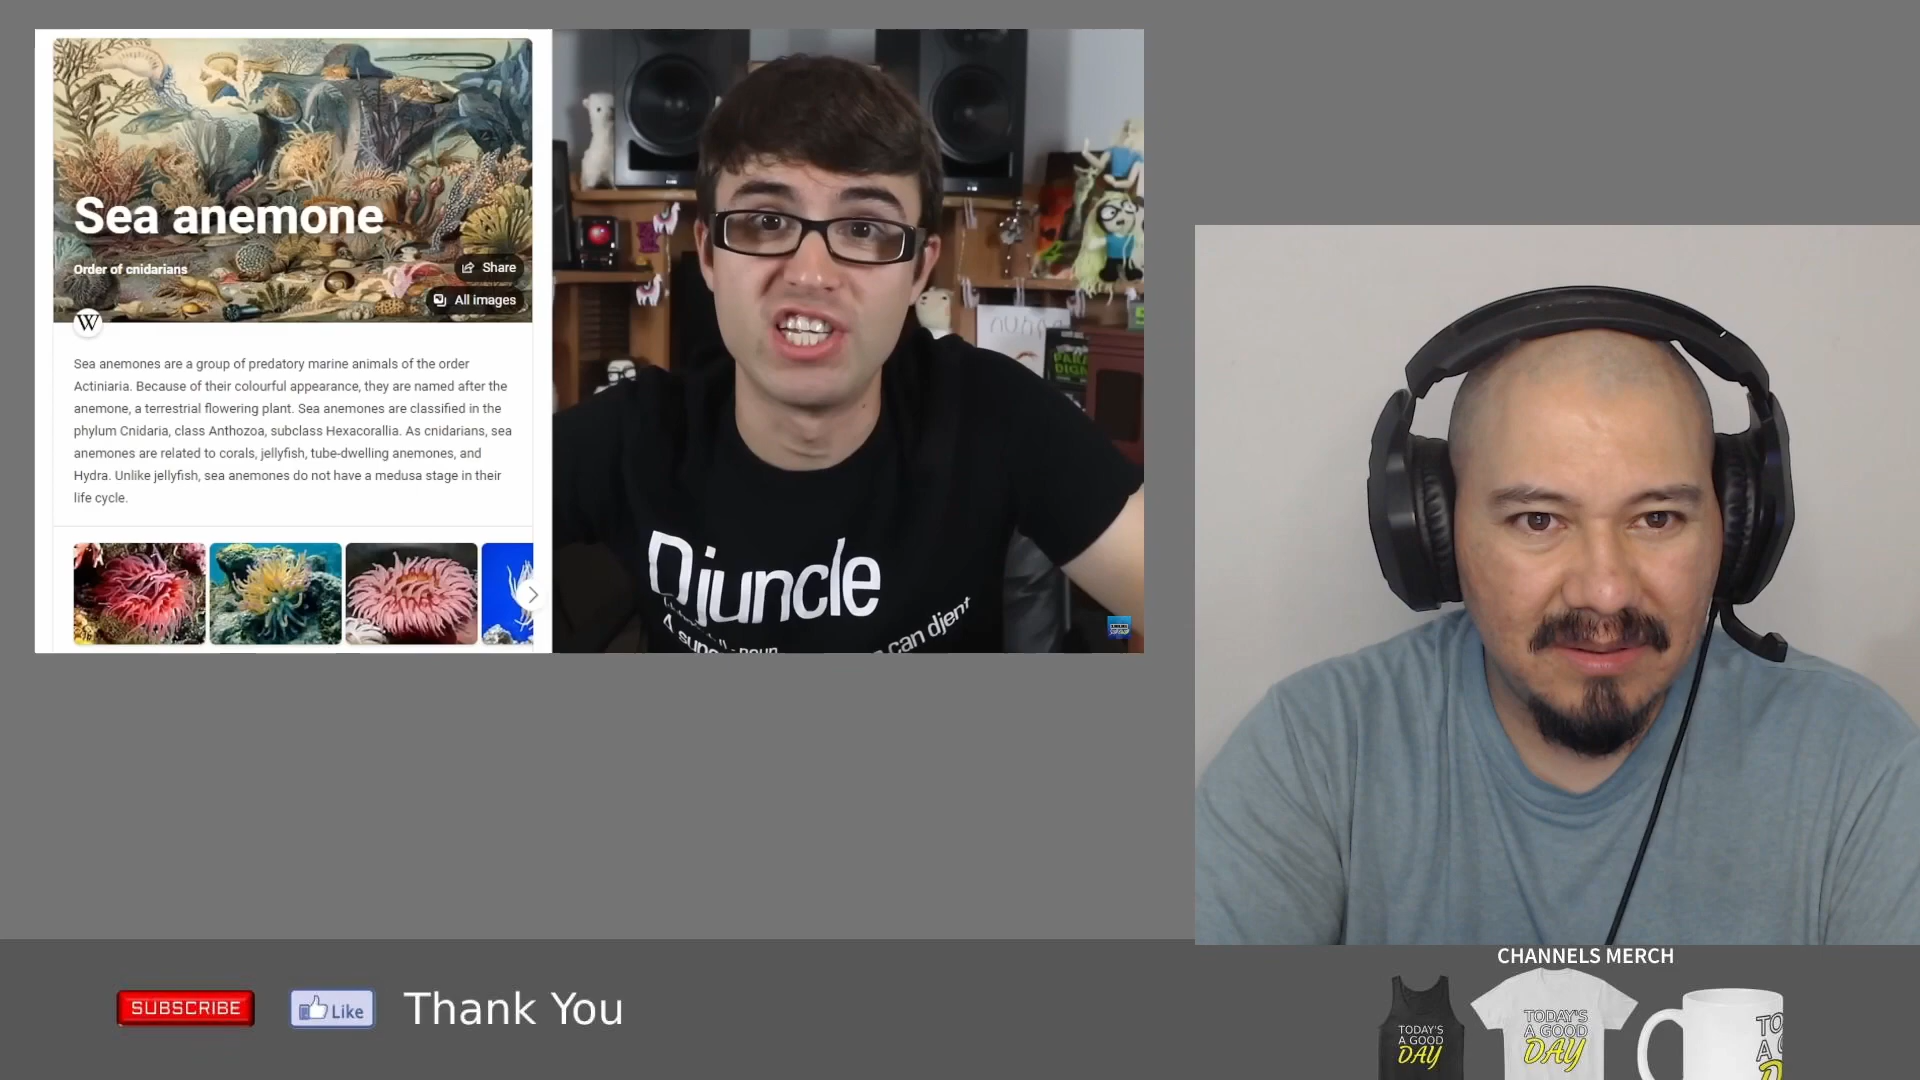 Sea anemone
Order of cnidarians
Share
All images
W
Sea anemones are a group of predatory marine animals of the order
Actiniaria. Because of their colourful appearance, they are named after the
anemone, a terrestrial flowering plant. Sea anemones are classified in the
phylum Cnidaria, class Anthozoa, subclass Hexacorallia. As cnidarians, sea
anemones are related to corals, jellyfish, tube-dwelling anemones, and
Hydra. Unlike jellyfish, sea anemones do not have a medusa stage in their
life cycle.
Djuncle
can djent
SUBSCRIBE
Like
Thank You
CHANNELS MERCH
TODAY'S
A GOOD
DAY
TODAY'S
A GOOD
DAY